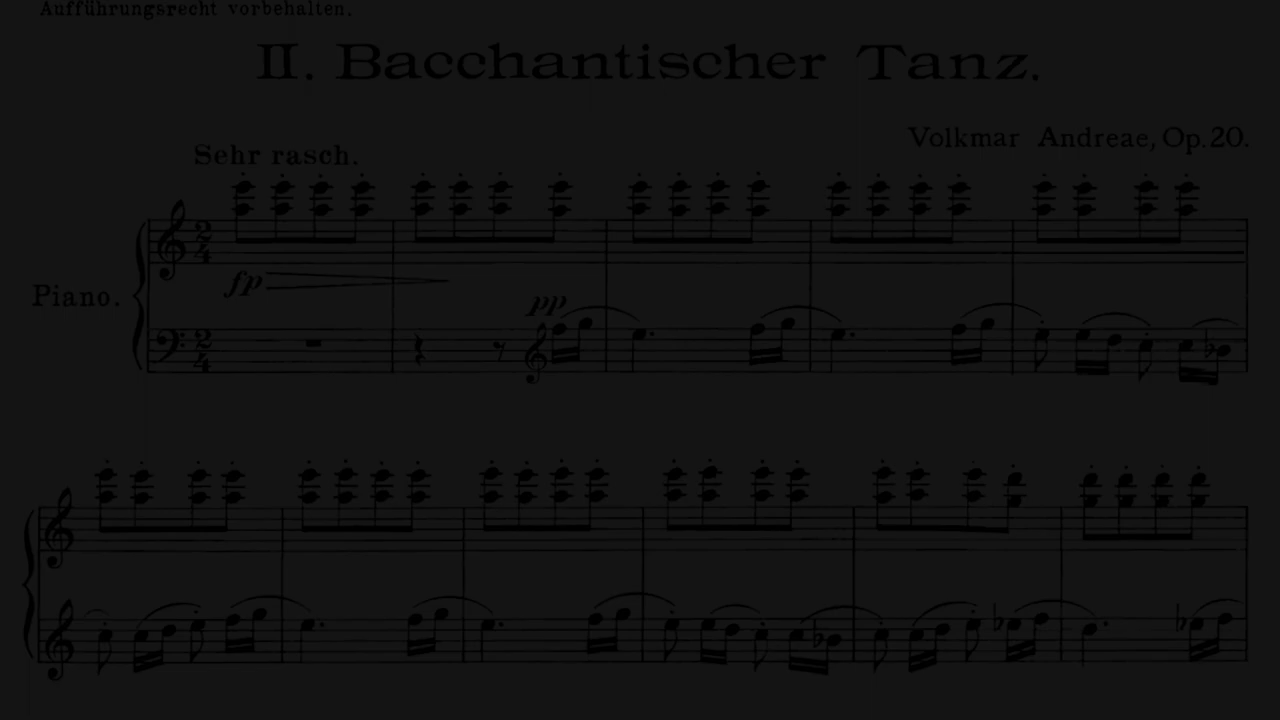 Aufführungsrecht vorbehalten.
II. Bacchantischer Tanz.
Volkmar Andreae, Op. 20.
Sehr rasch.
fp
Piano.
pp